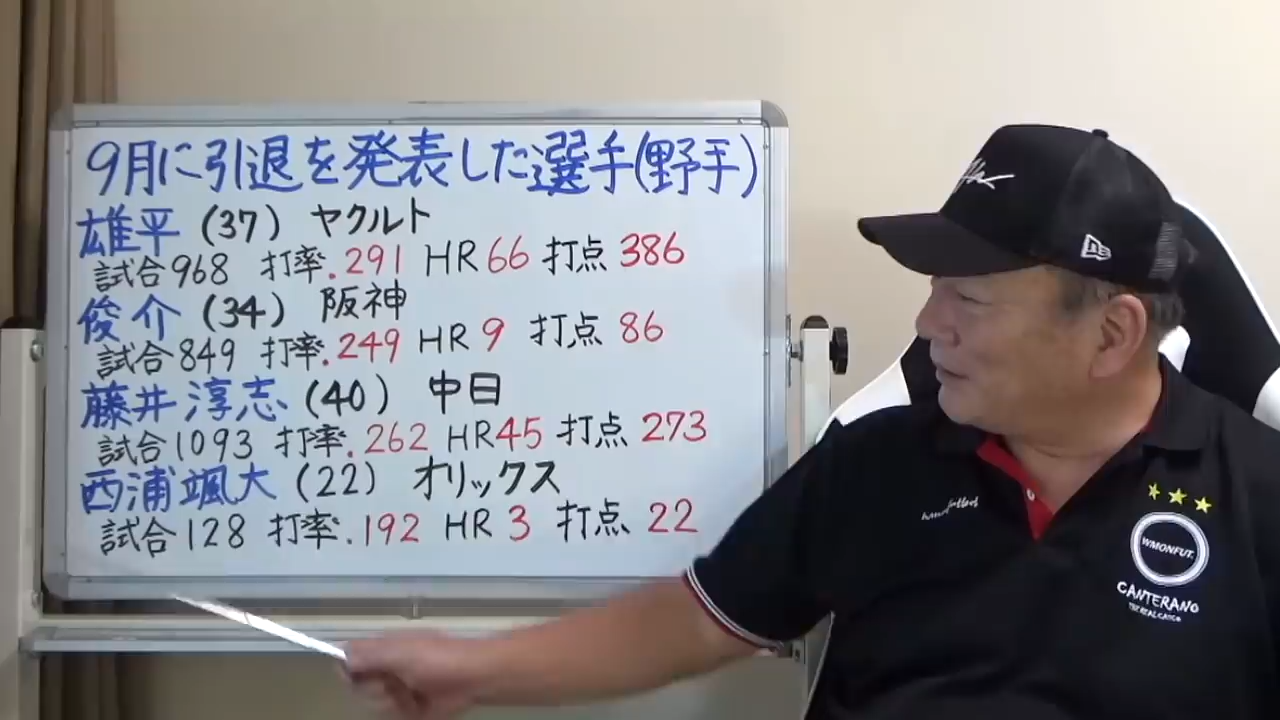 9月に引退を発表した選手(野手)
雄平 (37) ヤクルト
試合968 打率.291 HR66 打点386
俊介 (34) 阪神
試合849 打率.249 HR9 打点86
藤井淳志 (40) 中日
試合1093 打率.262 HR45 打点273
西浦颯大 (22) オリックス
試合128 打率.192 HR3 打点22
WMONFUT.
CANTERANO